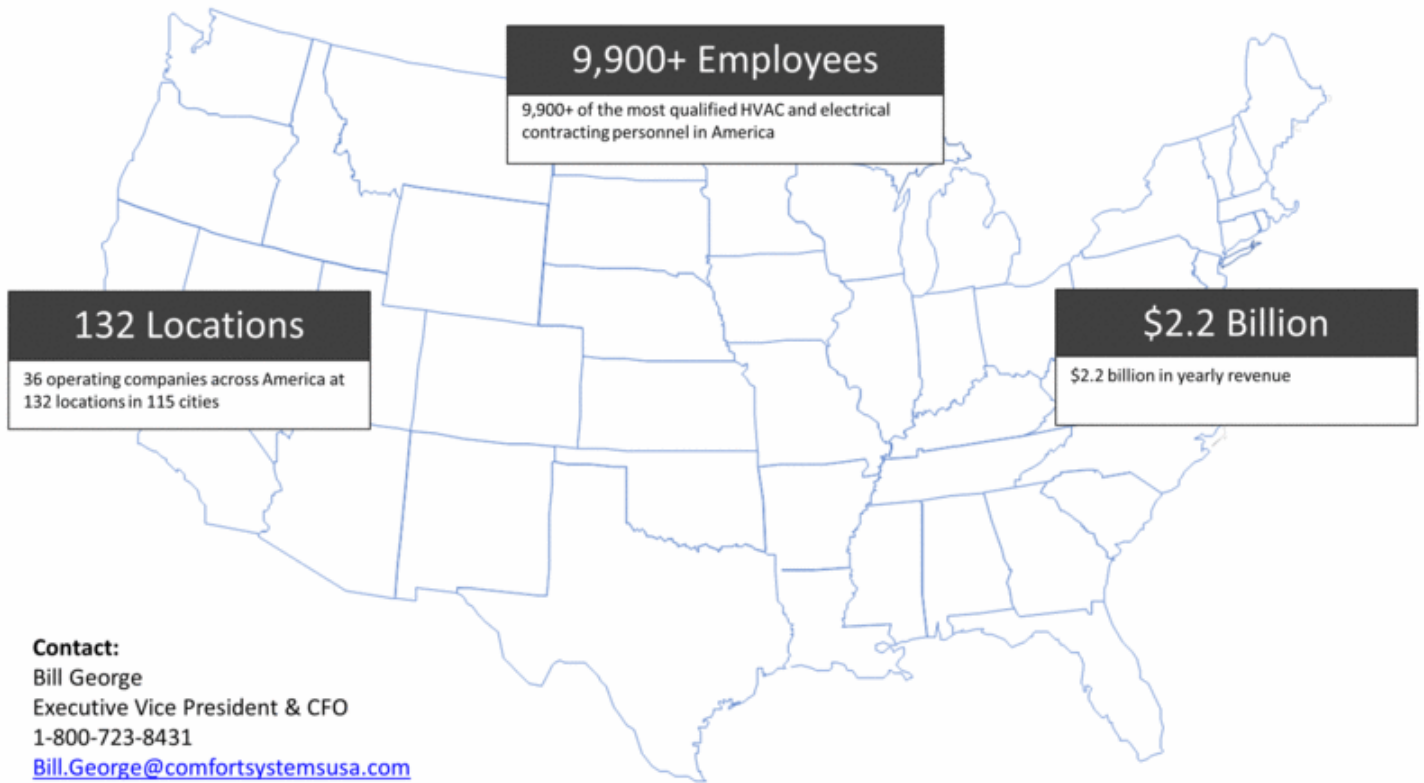 9,900+ Employees
9,900+ of the most qualified HVAC and electrical
contracting personnel in America
132 Locations
36 operating companies across America at
132 locations in 115 cities
$2.2 Billion
$2.2 billion in yearly revenue
Contact:
Bill George
Executive Vice President & CFO
1-800-723-8431
Bill.George@comfortsystemsusa.com